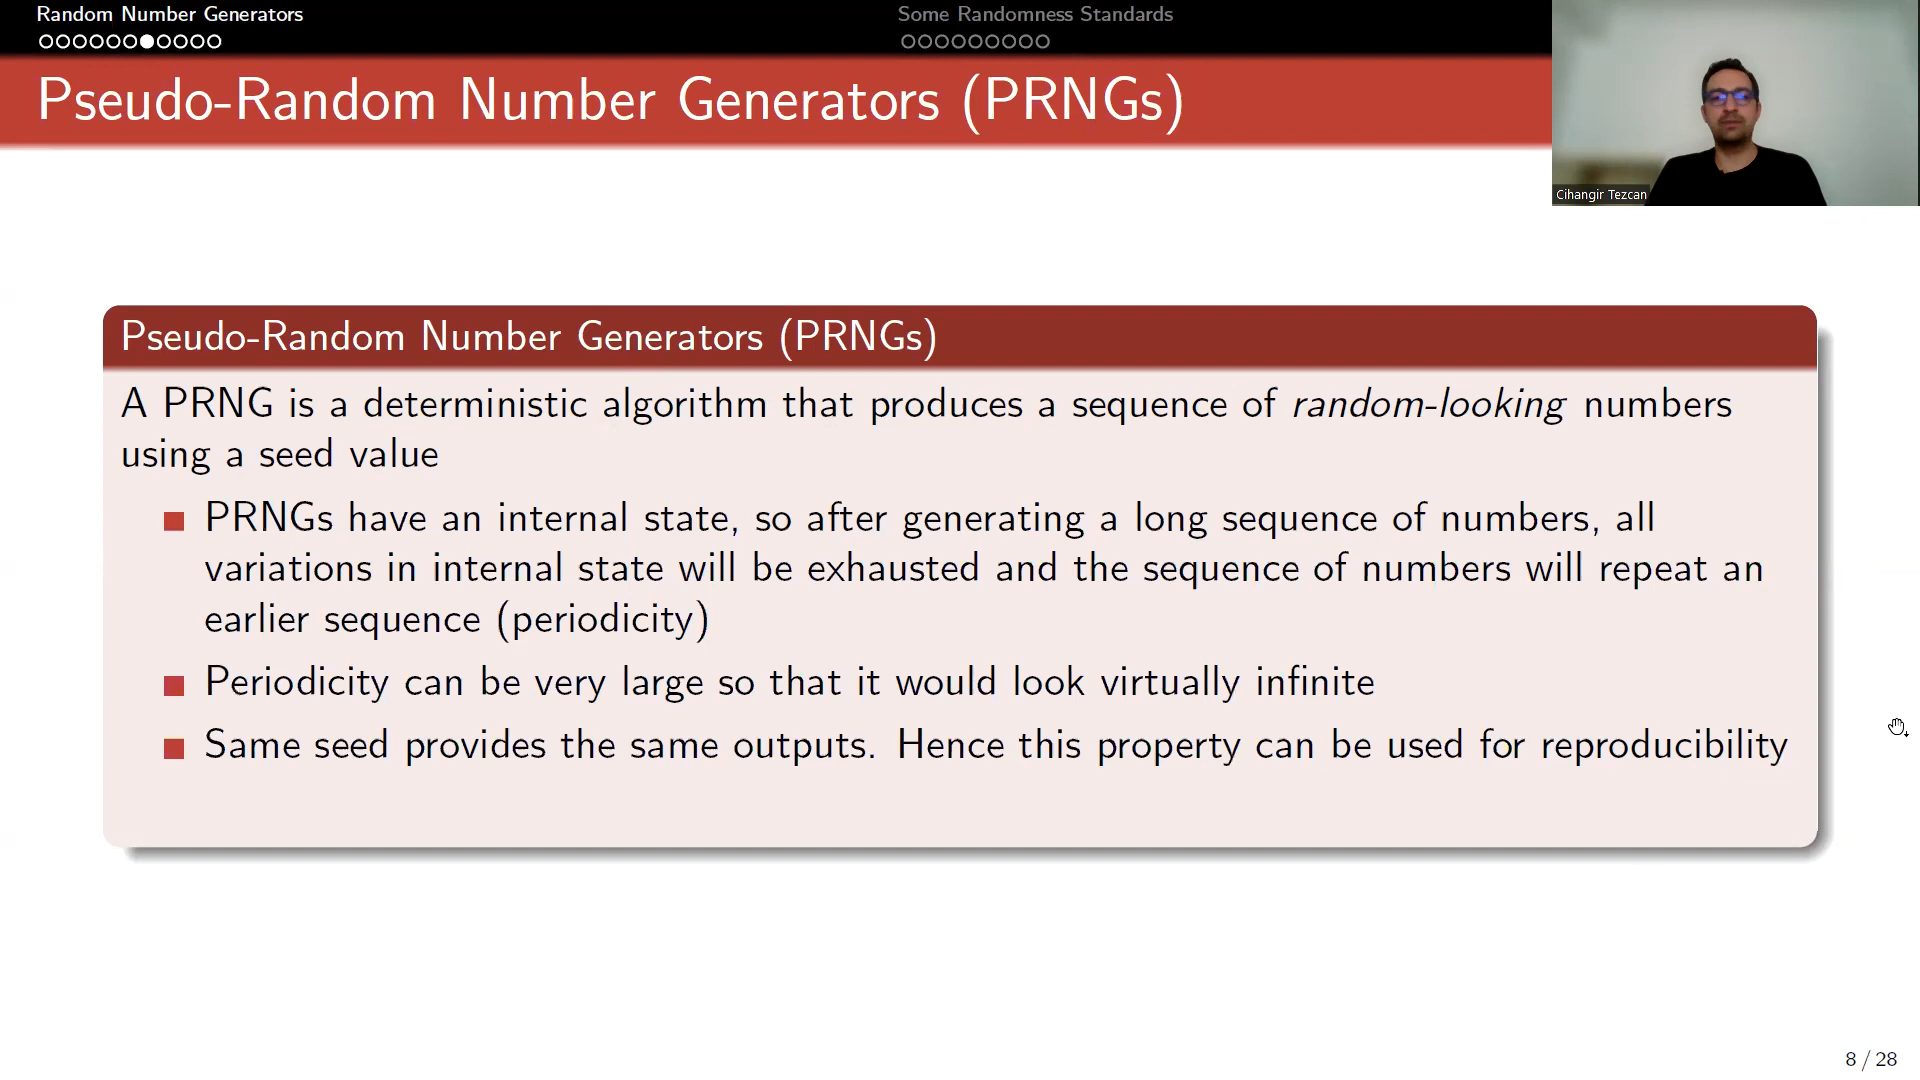 Random Number Generators
Some Randomness Standards
Pseudo-Random Number Generators (PRNGs)
Cihangir Tezcan
Pseudo-Random Number Generators (PRNGs)
A PRNG is a deterministic algorithm that produces a sequence of random-looking numbers
using a seed value
PRNGs have an internal state, so after generating a long sequence of numbers, all
variations in internal state will be exhausted and the sequence of numbers will repeat an
earlier sequence (periodicity)
Periodicity can be very large so that it would look virtually infinite
Same seed provides the same outputs. Hence this property can be used for reproducibility
8 / 28